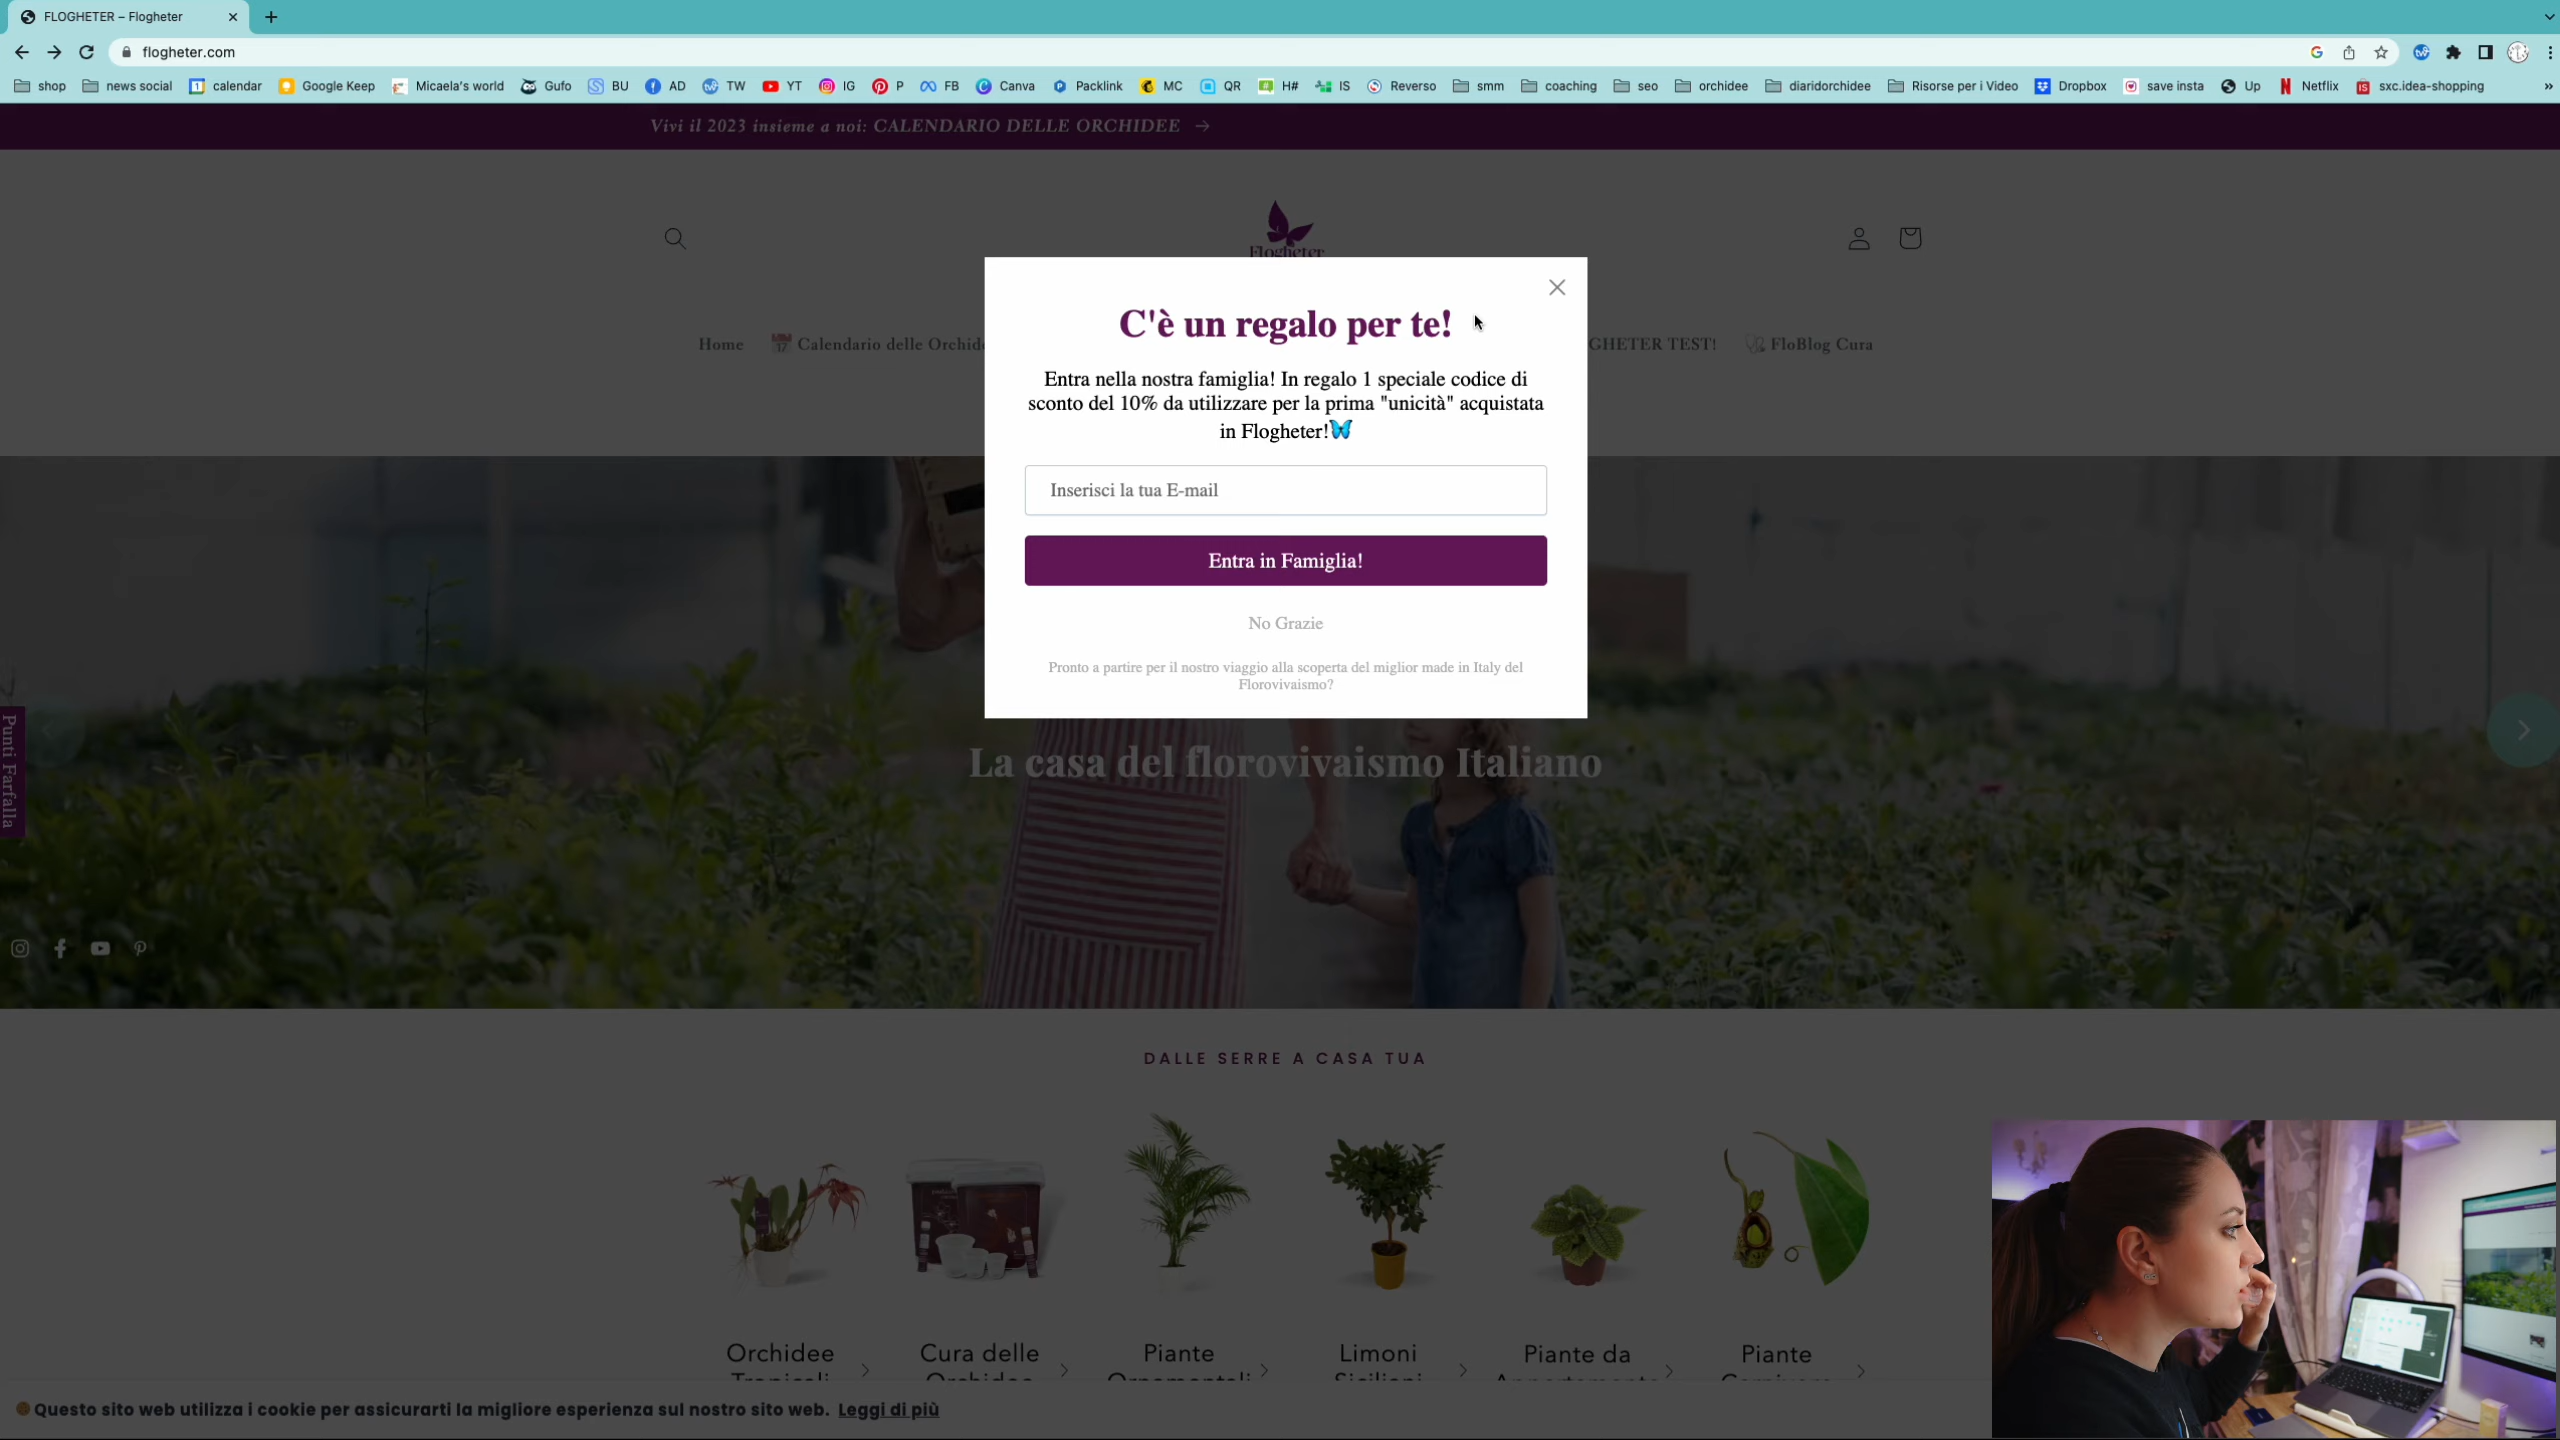 FLOGHETER – Flogheter
flogheter.com
shop news social calendar Google Keep Micaela's world Gufo BU AD TW YT IG P FB Canva Packlink MC QR H# IS Reverso smm coaching seo orchidee diaridorchidee Risorse per i Video Dropbox save insta Up Netflix sxc.idea-shopping
Vivi il 2023 insieme a noi: CALENDARIO DELLE ORCHIDEE →
Flogheter
Home 📅 Calendario delle Orchid GHETER TEST! 🩺 FloBlog Cura
C'è un regalo per te!
Entra nella nostra famiglia! In regalo 1 speciale codice di
sconto del 10% da utilizzare per la prima "unicità" acquistata
in Flogheter!🦋
Inserisci la tua E-mail
Entra in Famiglia!
No Grazie
Pronto a partire per il nostro viaggio alla scoperta del miglior made in Italy del
Florovivaismo?
La casa del florovivaismo Italiano
Punti Farfalla
DALLE SERRE A CASA TUA
Orchidee
Tropicali
Cura delle
Orchidee
Piante
Ornamentali
Limoni
Siciliani
Piante da
Appartamento
Piante
Carnivore
🍪Questo sito web utilizza i cookie per assicurarti la migliore esperienza sul nostro sito web. Leggi di più